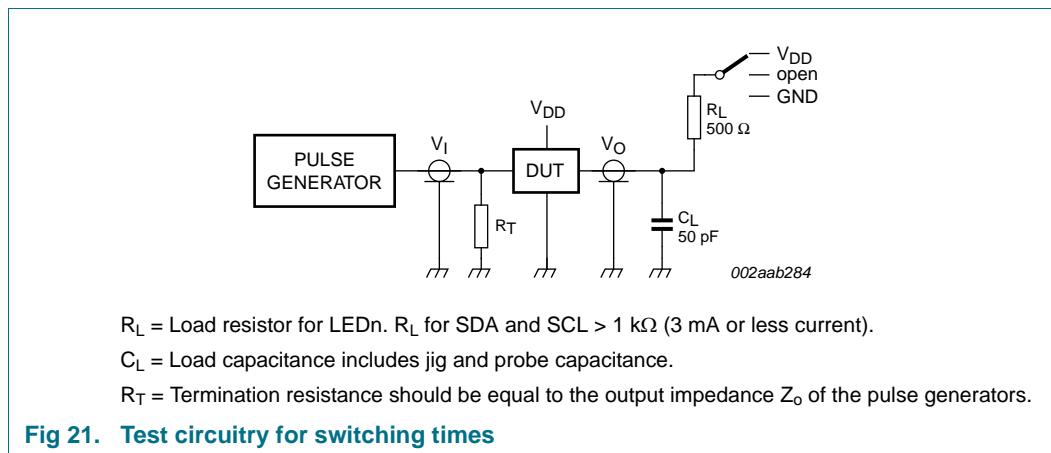 V_DD
open
GND
R_L
500 Ω
V_DD
V_I
V_O
PULSE
GENERATOR
DUT
R_T
C_L
50 pF
002aab284
R_L = Load resistor for LEDn. R_L for SDA and SCL > 1 kΩ (3 mA or less current).
C_L = Load capacitance includes jig and probe capacitance.
R_T = Termination resistance should be equal to the output impedance Z_o of the pulse generators.
Fig 21. Test circuitry for switching times